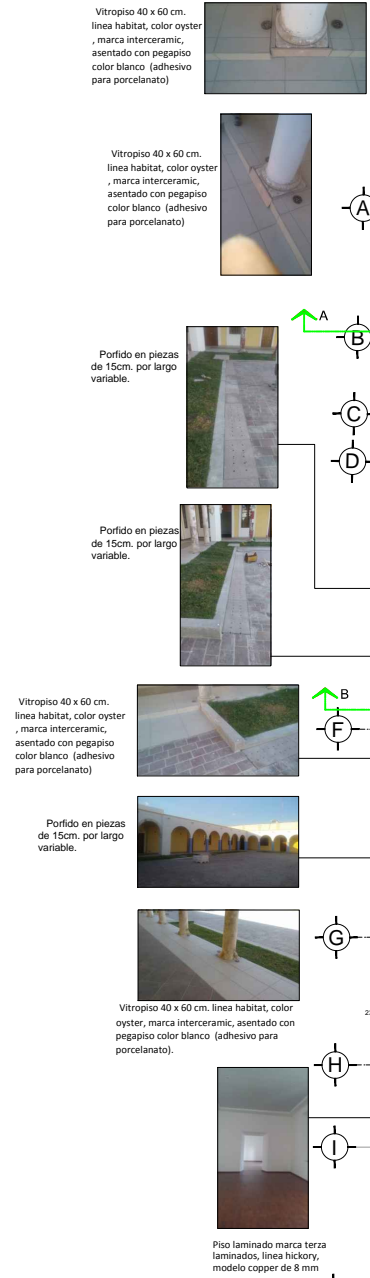 Vitropiso 40 x 60 cm.
linea habitat, color oyster
, marca interceramic,
asentado con pegapiso
color blanco (adhesivo
para porcelanato)
Vitropiso 40 x 60 cm.
linea habitat, color oyster
, marca interceramic,
asentado con pegapiso
color blanco (adhesivo
para porcelanato)
A
A
B
Porfido en piezas
de 15cm. por largo
variable.
C
D
Porfido en piezas
de 15cm. por largo
variable.
B
Vitropiso 40 x 60 cm.
linea habitat, color oyster
, marca interceramic,
asentado con pegapiso
color blanco (adhesivo
para porcelanato)
F
Porfido en piezas
de 15cm. por largo
variable.
G
Vitropiso 40 x 60 cm. linea habitat, color
oyster, marca interceramic, asentado con
pegapiso color blanco (adhesivo para
porcelanato).
H
I
Piso laminado marca terza
laminados, linea hickory,
modelo copper de 8 mm